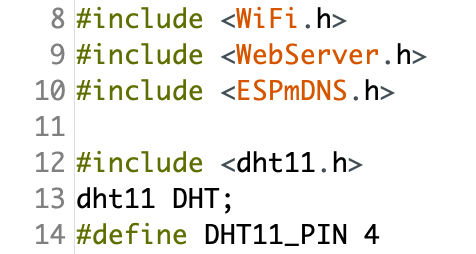 8 #include <WiFi.h>
9 #include <WebServer.h>
10 #include <ESPmDNS.h>
11
12 #include <dht11.h>
13 dht11 DHT;
14 #define DHT11_PIN 4